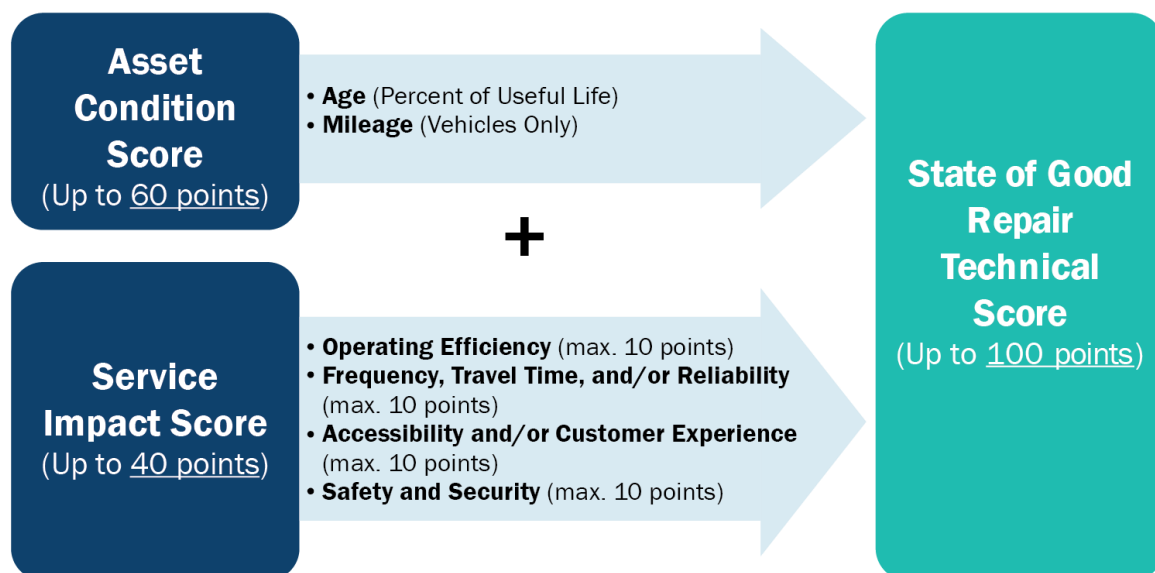 Asset
Condition
Score
(Up to 60 points)
• Age (Percent of Useful Life)
• Mileage (Vehicles Only)
+
Service
Impact Score
(Up to 40 points)
• Operating Efficiency (max. 10 points)
• Frequency, Travel Time, and/or Reliability
(max. 10 points)
• Accessibility and/or Customer Experience
(max. 10 points)
• Safety and Security (max. 10 points)
State of Good
Repair
Technical
Score
(Up to 100 points)